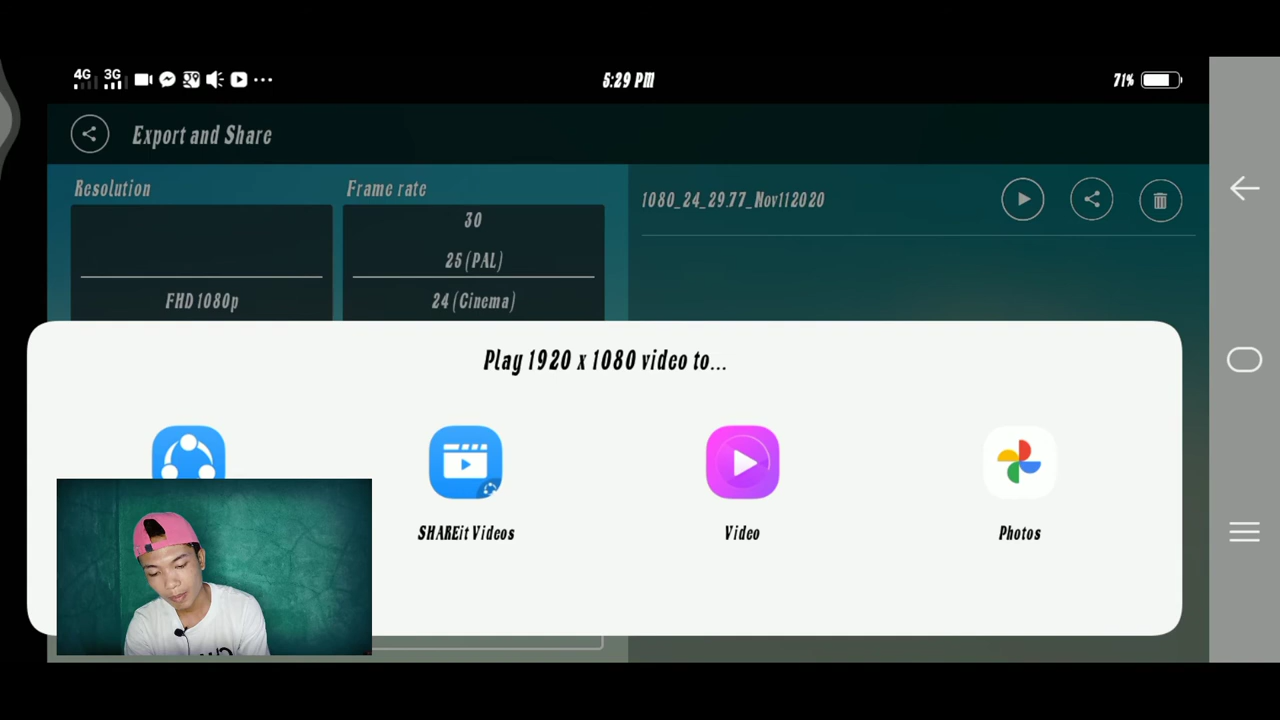 4G 3G 5:29 PM 71%
Export and Share
Resolution Frame rate
1080_24_29.77_Nov112020
30
25 (PAL)
FHD 1080p 24 (Cinema)
Play 1920 x 1080 video to...
SHAREit Videos Video Photos